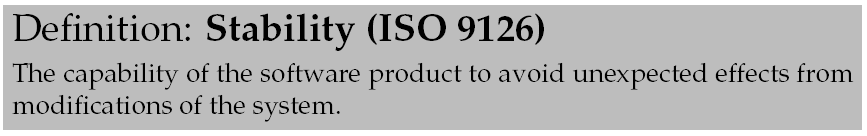 Definition: Stability (ISO 9126)
The capability of the software product to avoid unexpected effects from
modifications of the system.